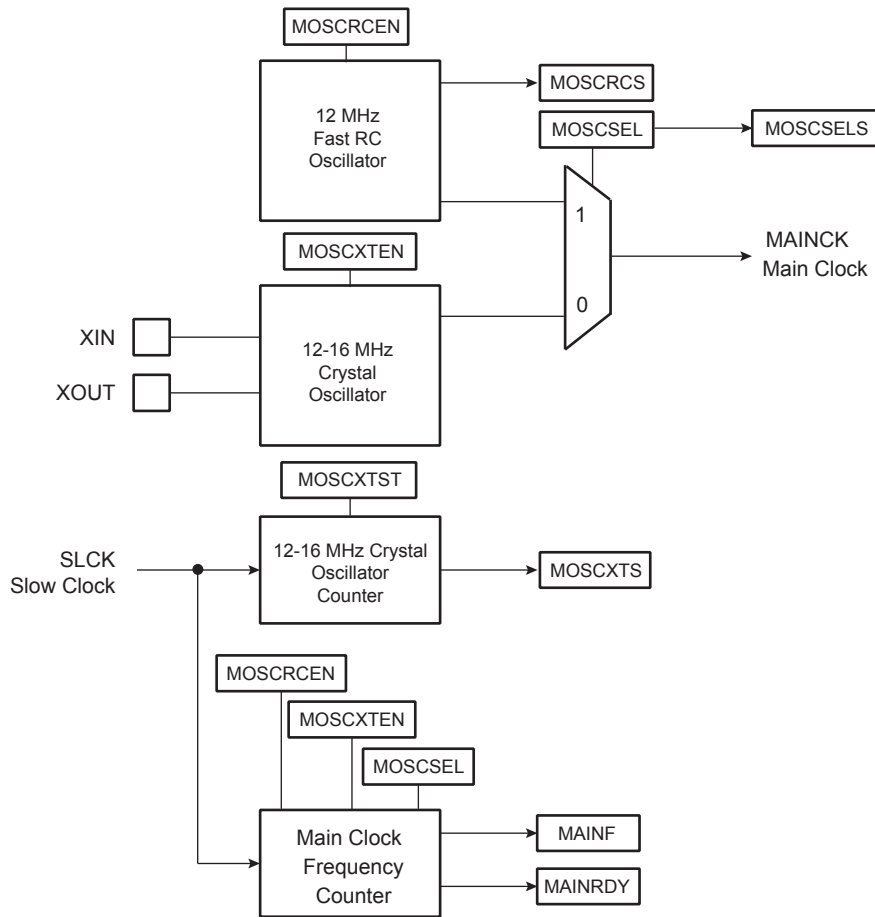 MOSCRCEN
12 MHz
Fast RC
Oscillator
MOSCRCS
MOSCSEL
MOSCSELS
1
0
MAINCK
Main Clock
MOSCXTEN
XIN
XOUT
12-16 MHz
Crystal
Oscillator
MOSCXTST
SLCK
Slow Clock
12-16 MHz Crystal
Oscillator
Counter
MOSCXTS
MOSCRCEN
MOSCXTEN
MOSCSEL
Main Clock
Frequency
Counter
MAINF
MAINRDY